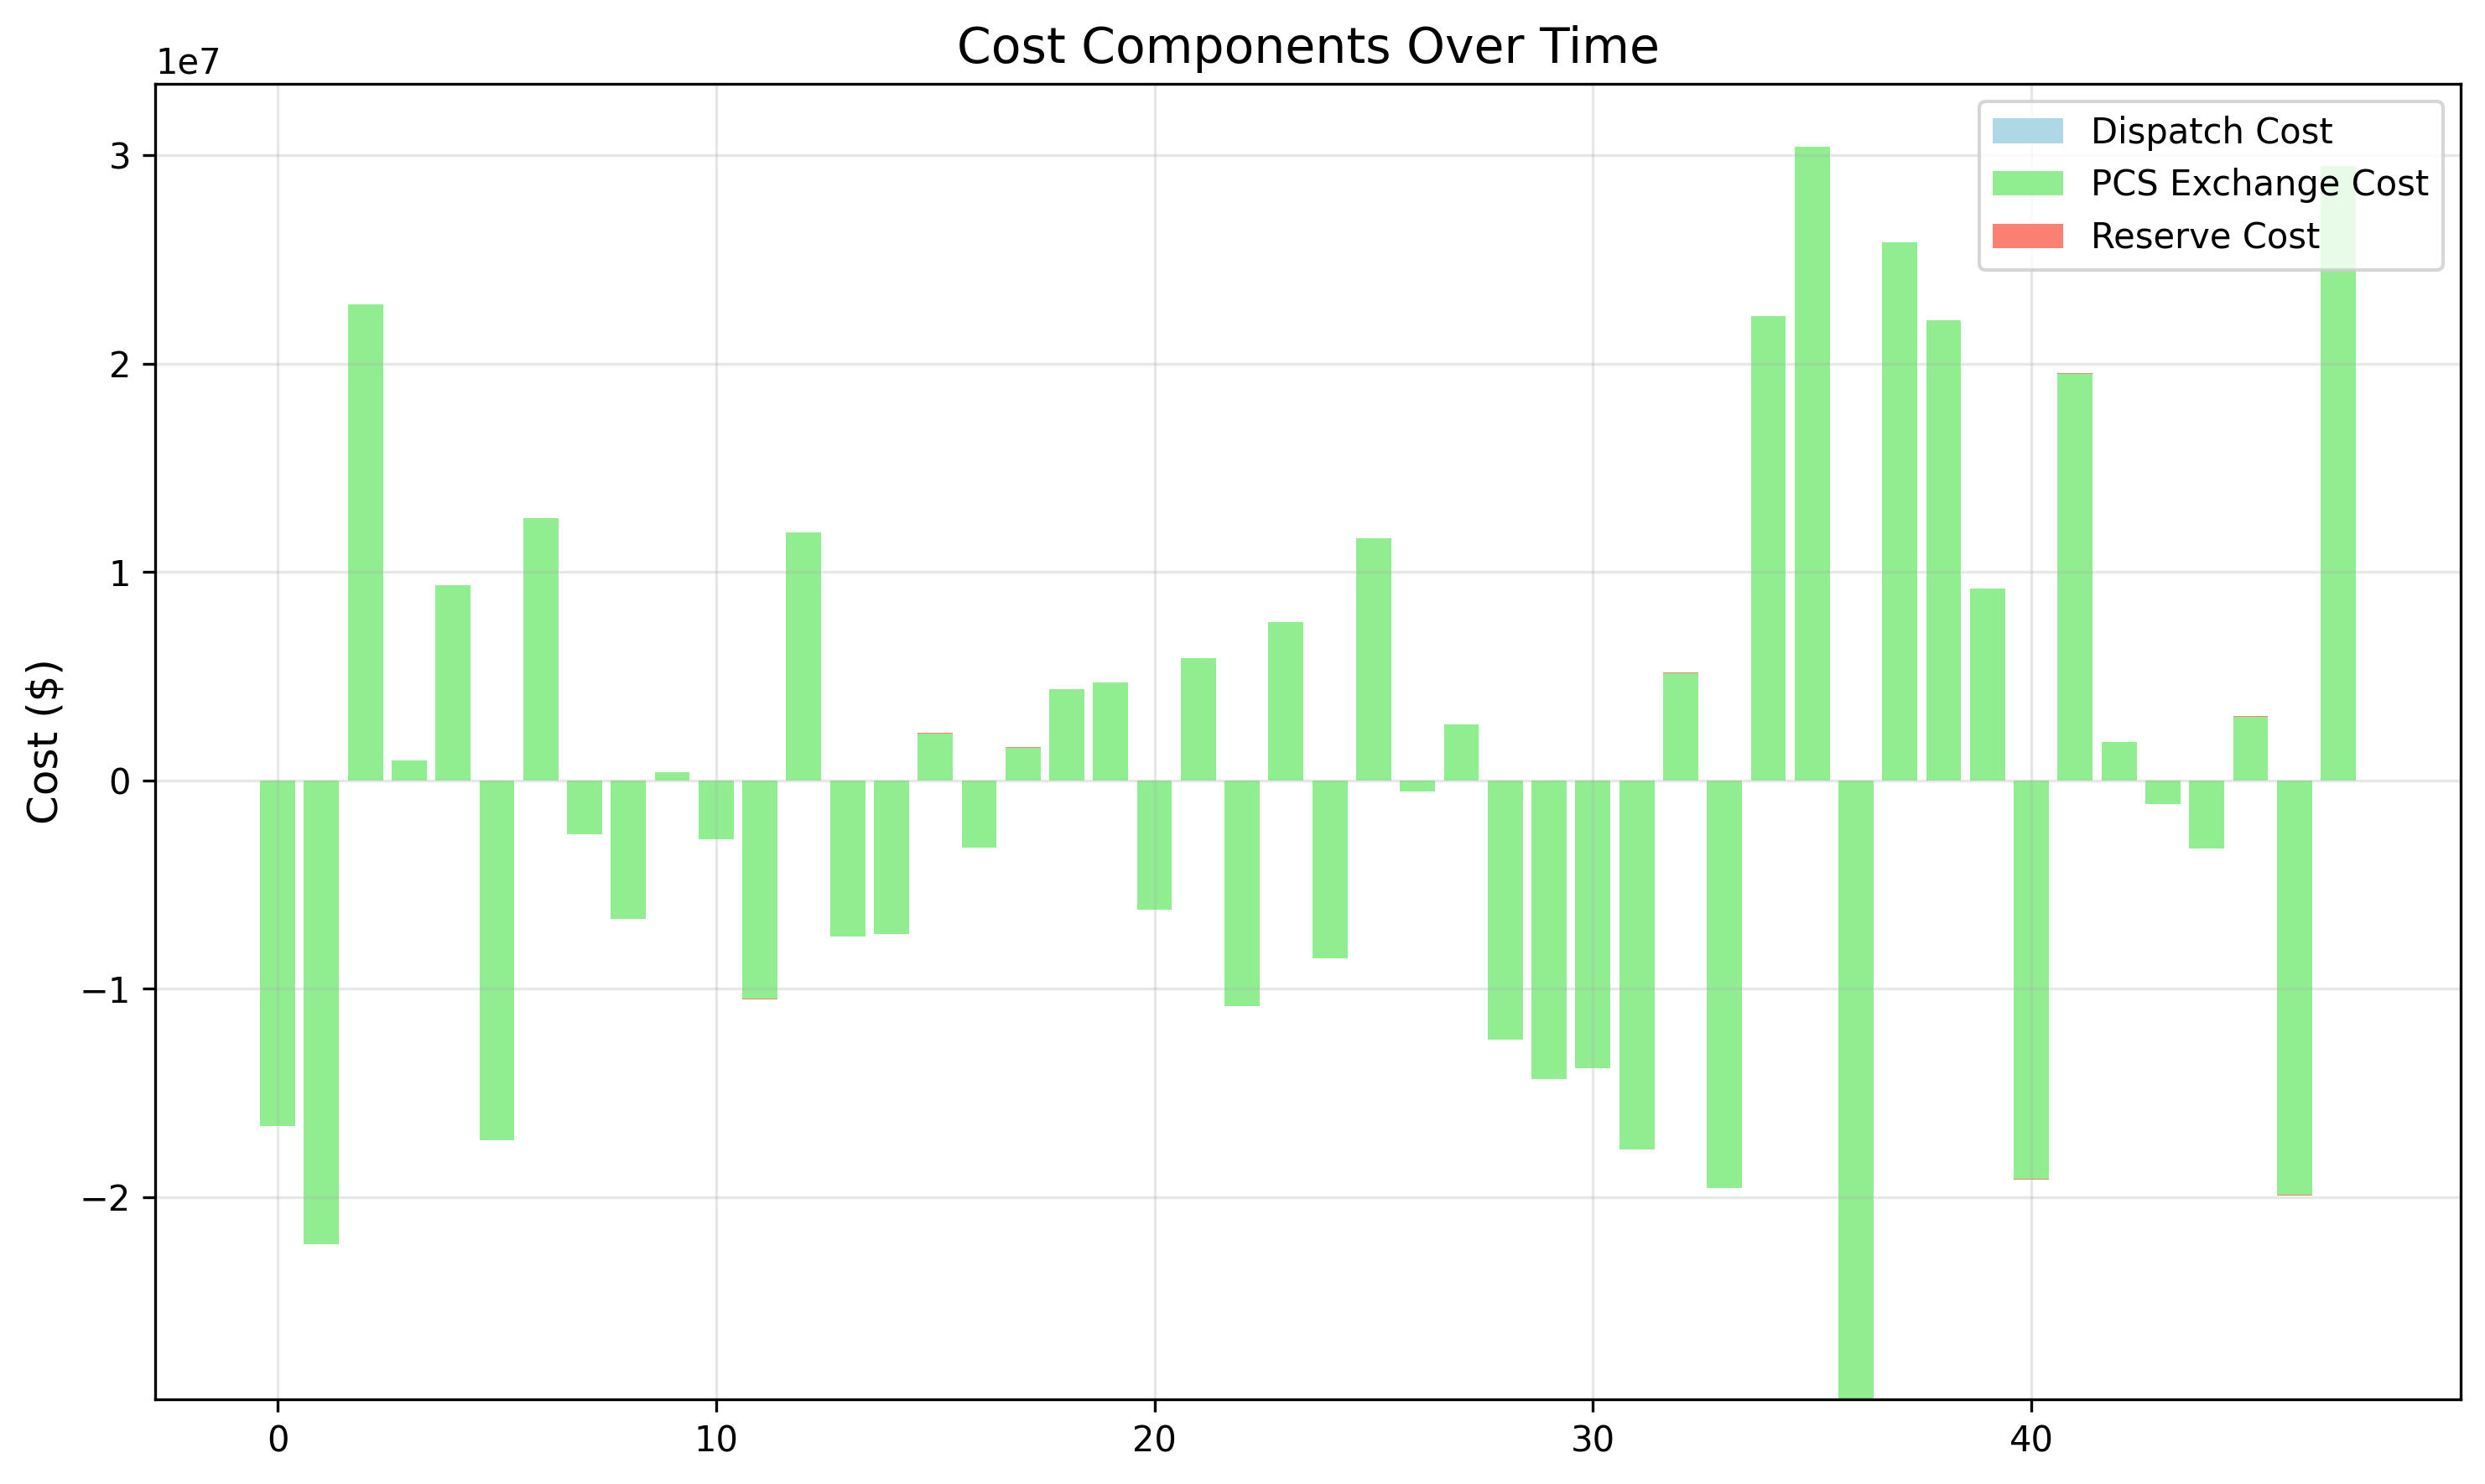 Cost Components Over Time
1e7
Dispatch Cost
PCS Exchange Cost
Reserve Cost
3
2
1
0
−1
−2
Cost ($)
0 10 20 30 40